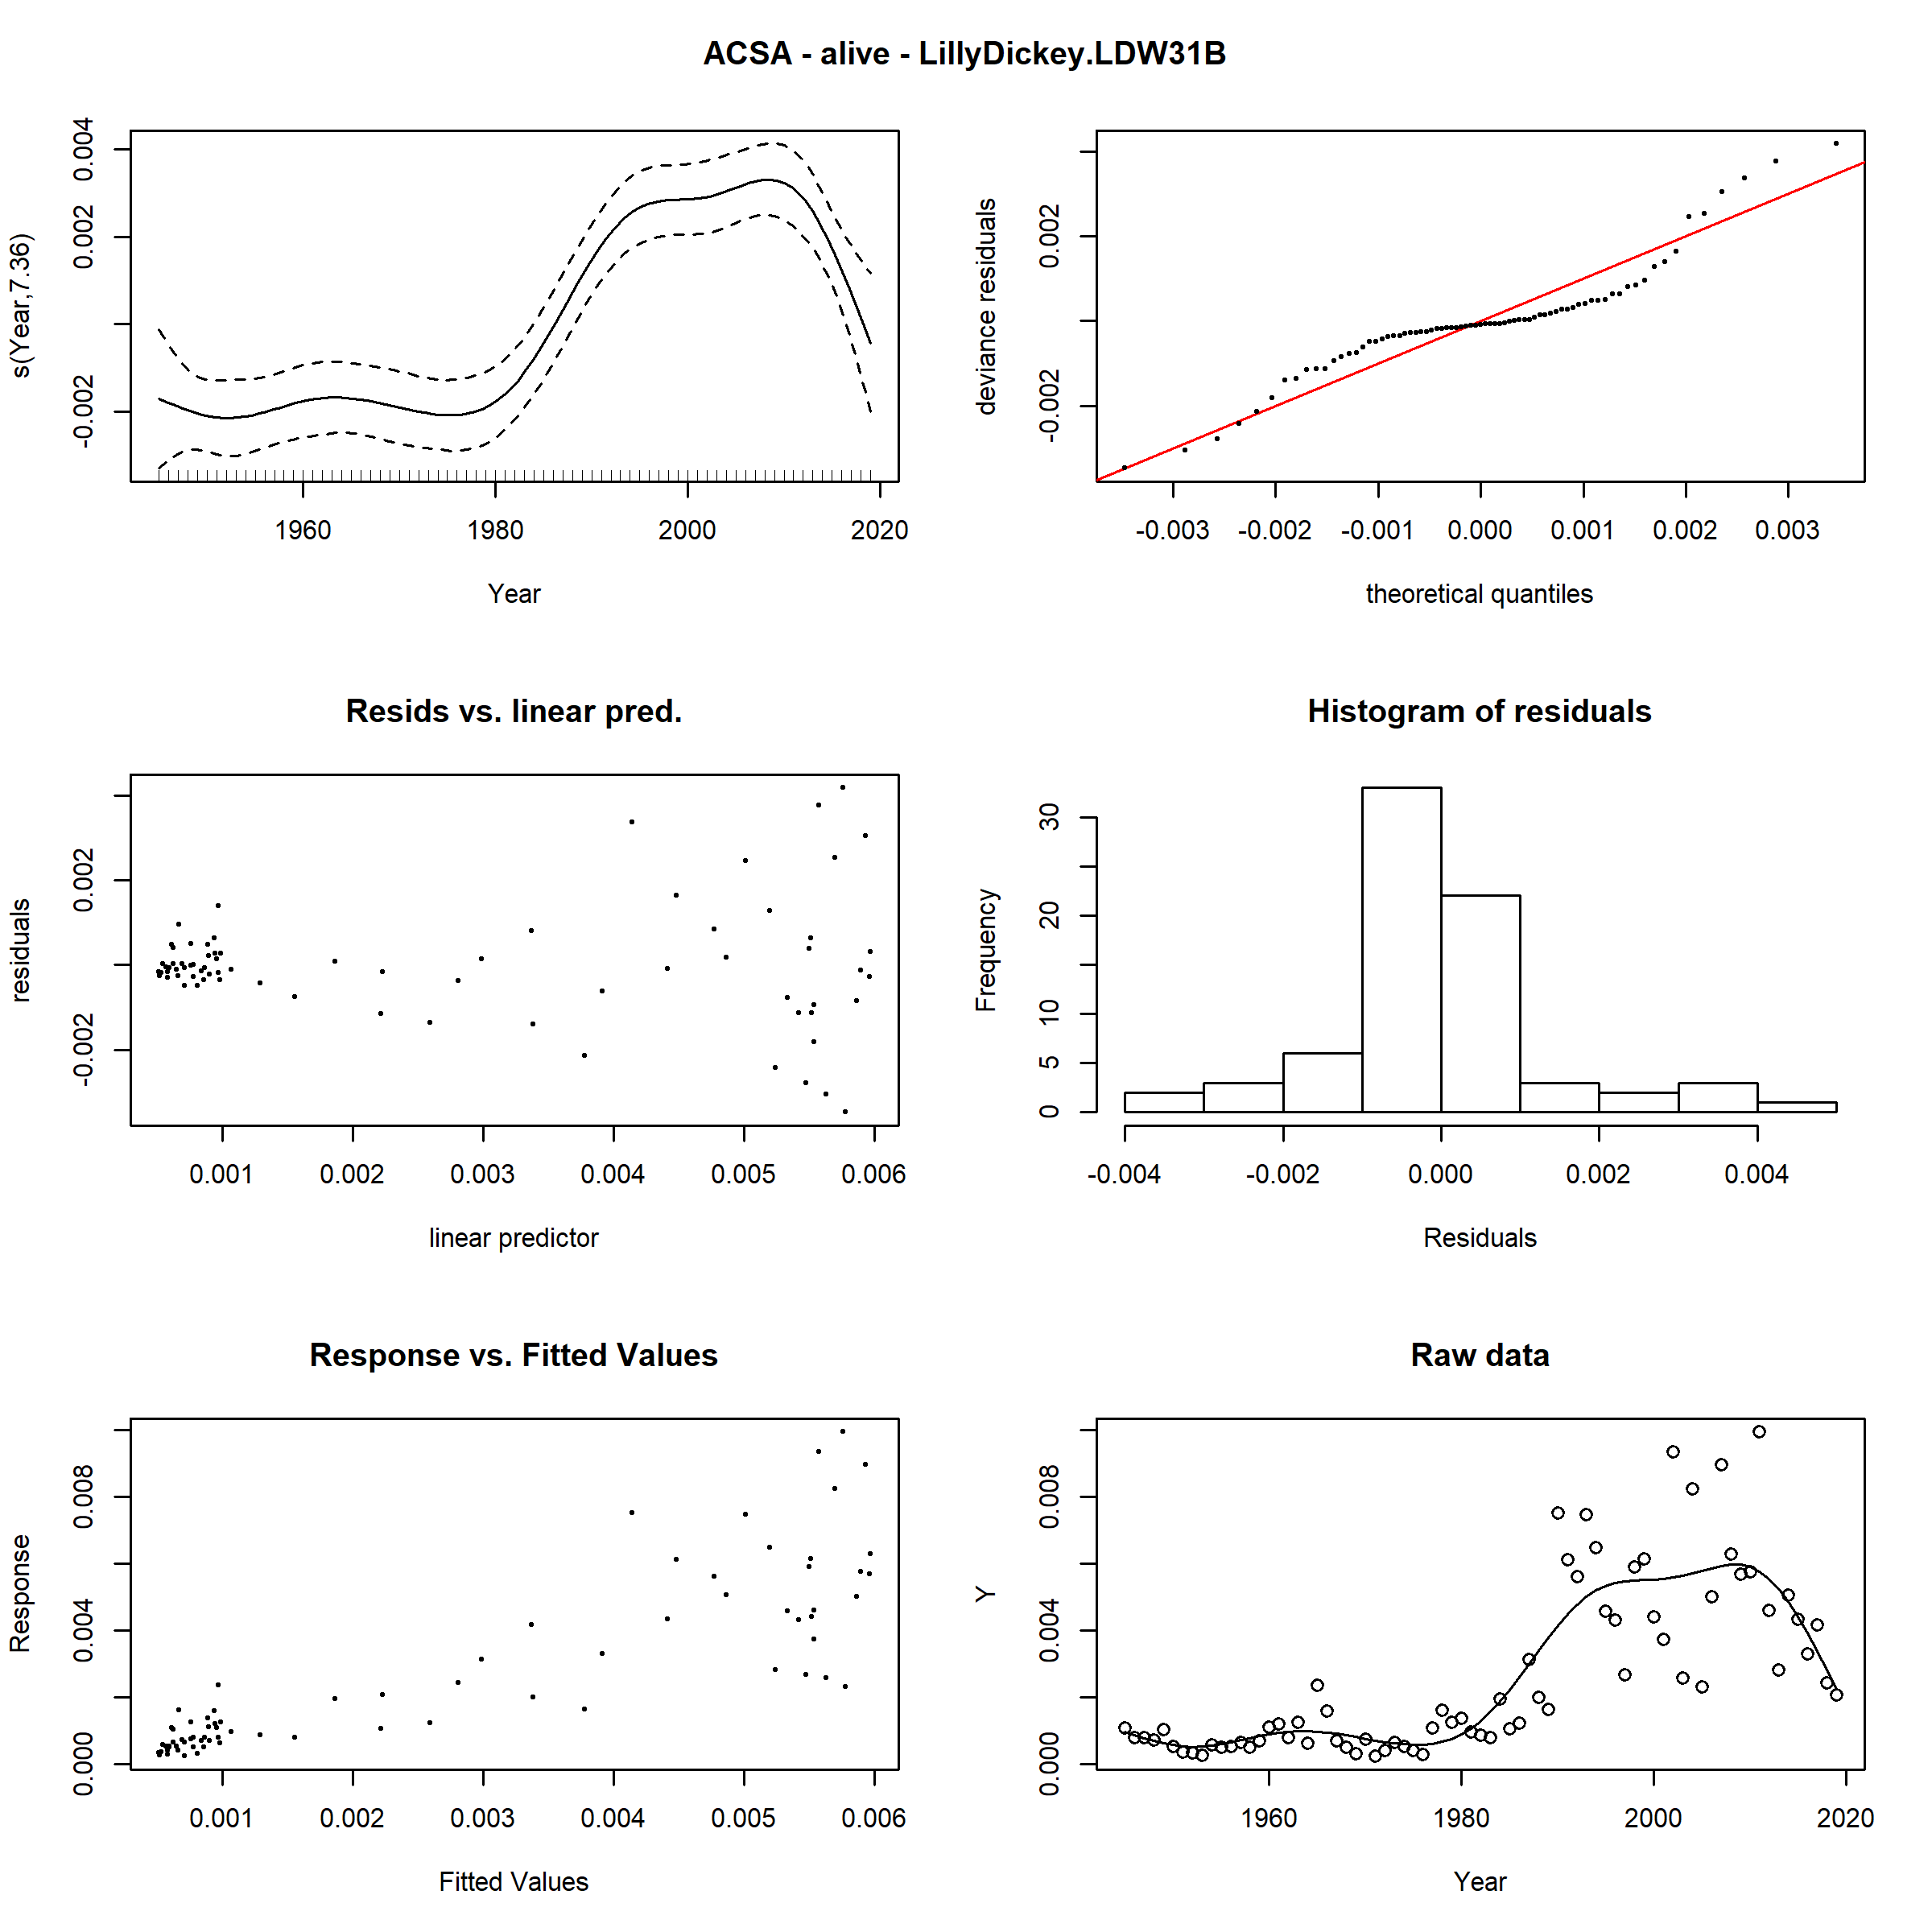 ACSA - alive - LillyDickey.LDW31B
s(Year,7.36)
-0.002 0.002 0.004
1960 1980 2000 2020
Year
deviance residuals
-0.002 0.002
-0.003 -0.002 -0.001 0.000 0.001 0.002 0.003
theoretical quantiles
Resids vs. linear pred.
residuals
-0.002 0.002
0.001 0.002 0.003 0.004 0.005 0.006
linear predictor
Histogram of residuals
Frequency
0 5 10 20 30
-0.004 -0.002 0.000 0.002 0.004
Residuals
Response vs. Fitted Values
Response
0.000 0.004 0.008
0.001 0.002 0.003 0.004 0.005 0.006
Fitted Values
Raw data
Y
0.000 0.004 0.008
1960 1980 2000 2020
Year